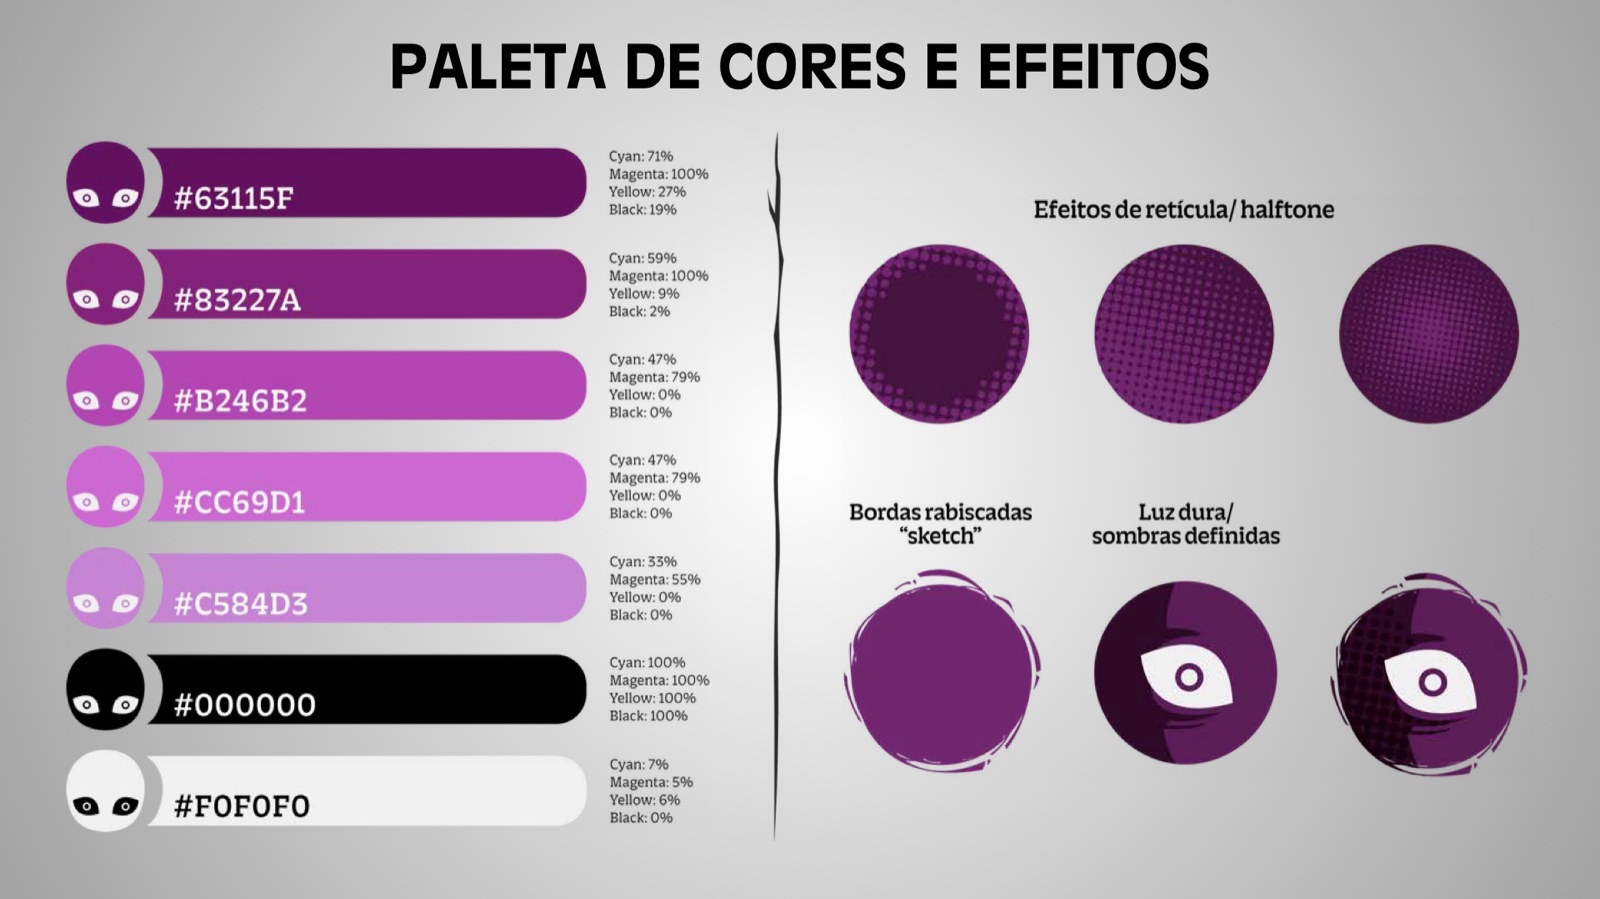 PALETA DE CORES E EFEITOS
#63115F
Cyan: 71%
Magenta: 100%
Yellow: 27%
Black: 19%
#83227A
Cyan: 59%
Magenta: 100%
Yellow: 9%
Black: 2%
#B246B2
Cyan: 47%
Magenta: 79%
Yellow: 0%
Black: 0%
#CC69D1
Cyan: 47%
Magenta: 79%
Yellow: 0%
Black: 0%
#C584D3
Cyan: 33%
Magenta: 55%
Yellow: 0%
Black: 0%
#000000
Cyan: 100%
Magenta: 100%
Yellow: 100%
Black: 100%
#F0F0F0
Cyan: 7%
Magenta: 5%
Yellow: 6%
Black: 0%
Efeitos de retícula/ halftone
Bordas rabiscadas
“sketch”
Luz dura/
sombras definidas